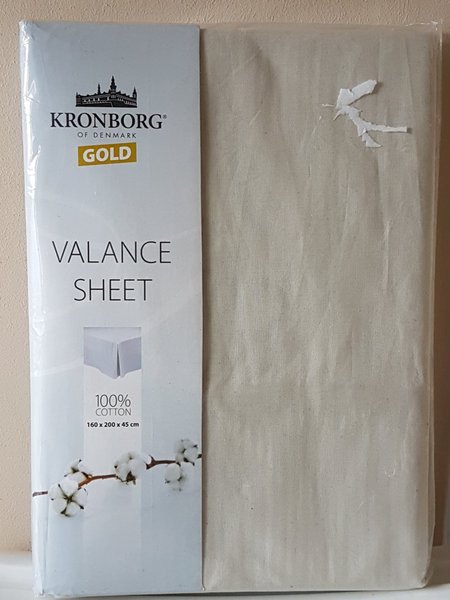 KRONBORG®
OF DENMARK
GOLD
VALANCE
SHEET
100%
COTTON
160 x 200 x 45 cm